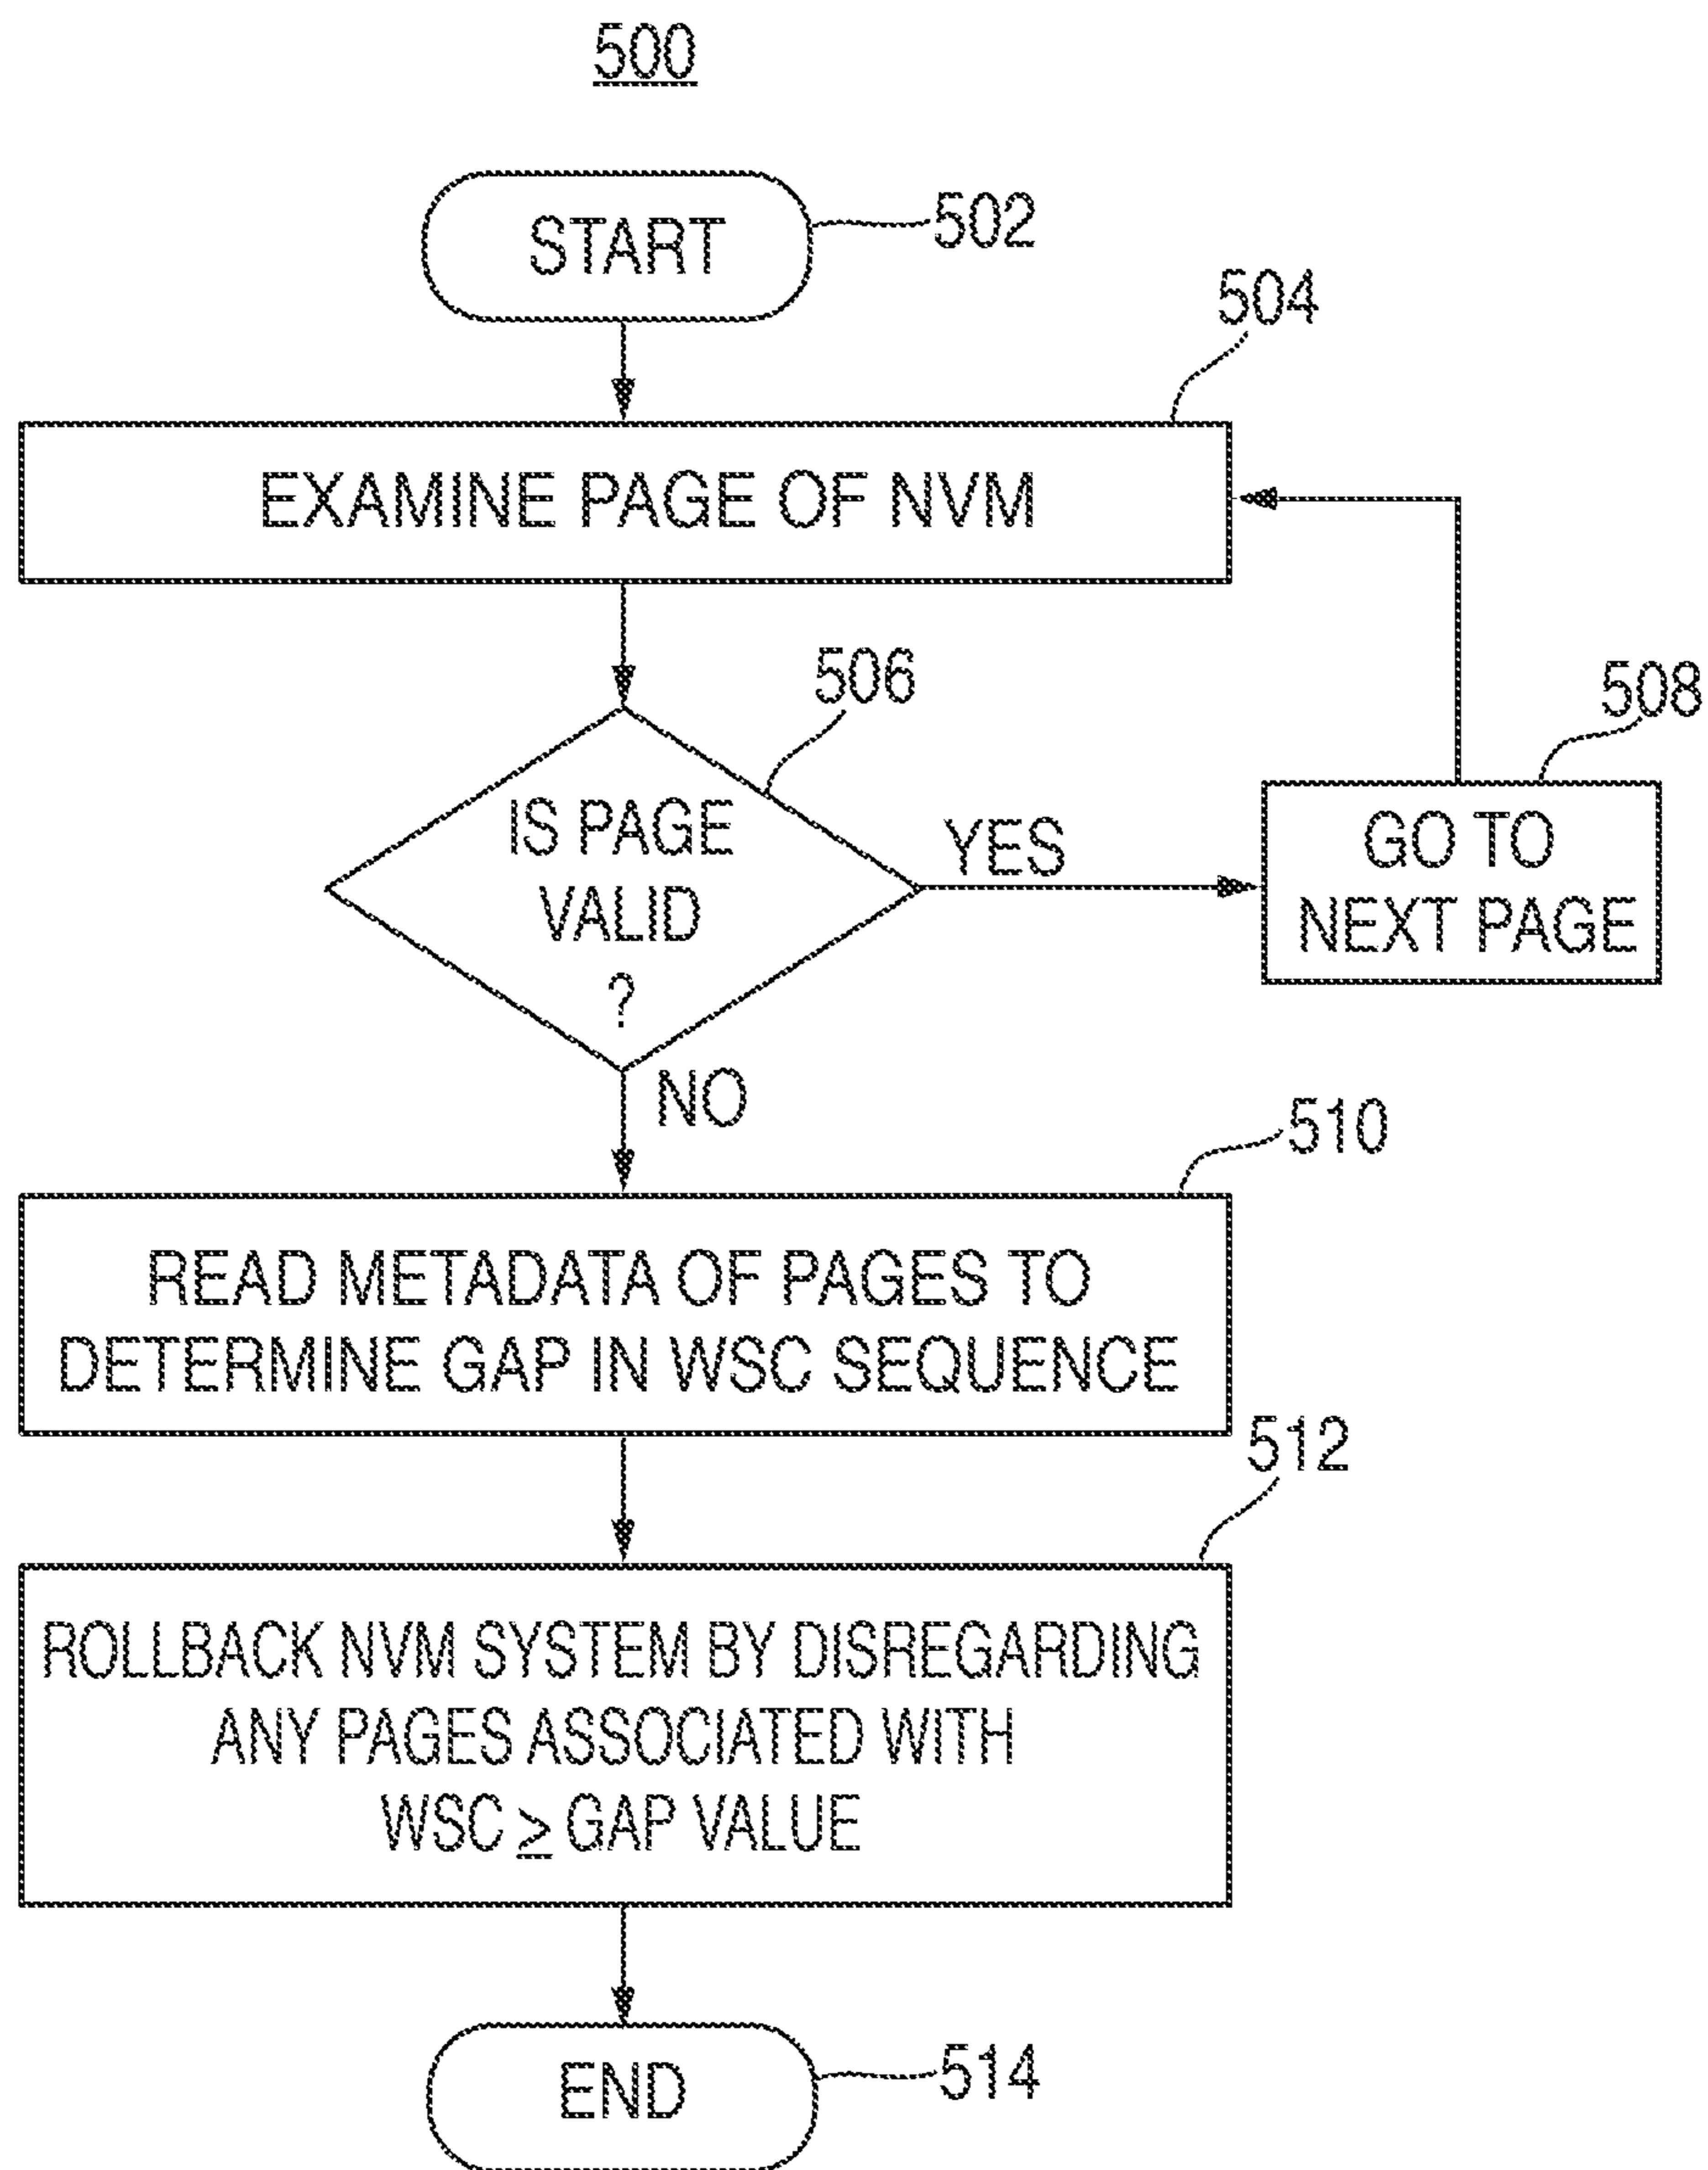 500
START
502
504
EXAMINE PAGE OF NVM
506
508
IS PAGE
VALID
?
YES
GO TO
NEXT PAGE
NO
510
READ METADATA OF PAGES TO
DETERMINE GAP IN WSC SEQUENCE
512
ROLLBACK NVM SYSTEM BY DISREGARDING
ANY PAGES ASSOCIATED WITH
WSC ≥ GAP VALUE
END
514